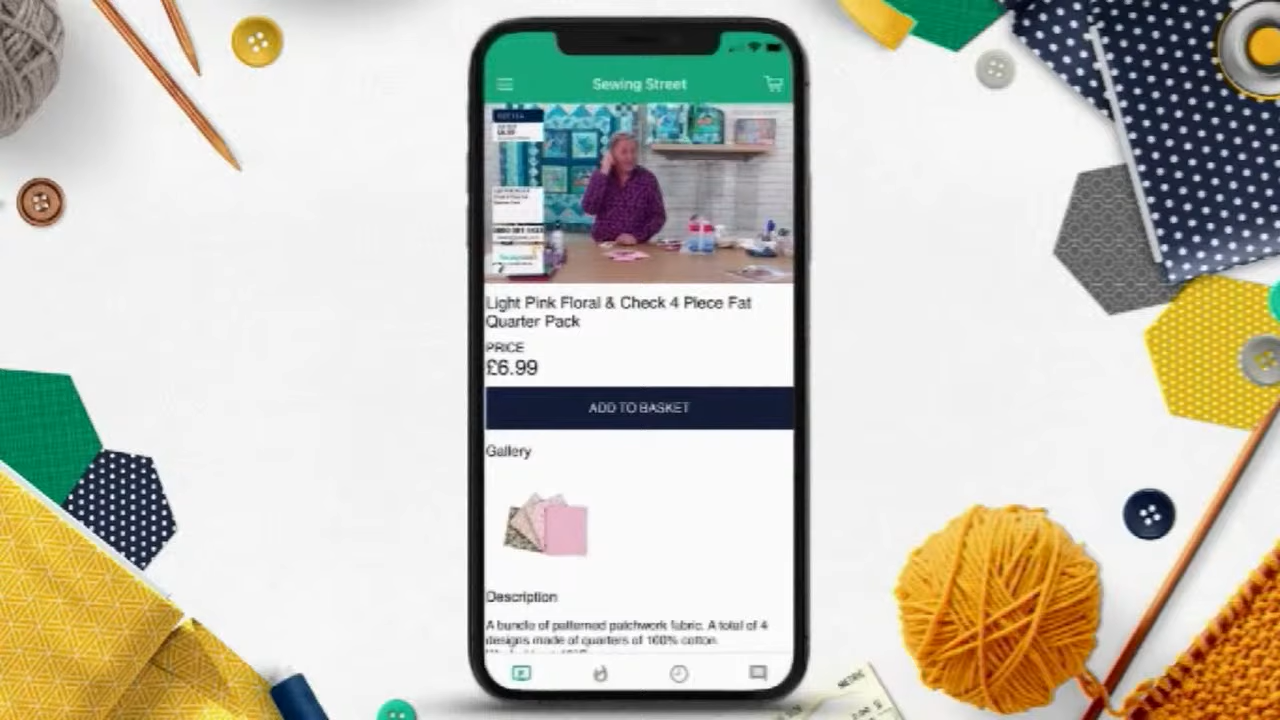 Sewing Street
Light Pink Floral & Check 4 Piece Fat
Quarter Pack
PRICE
£6.99
ADD TO BASKET
Gallery
Description
A bundle of patterned patchwork fabric. A total of 4
designs made of quarters of 100% cotton.
METRIC